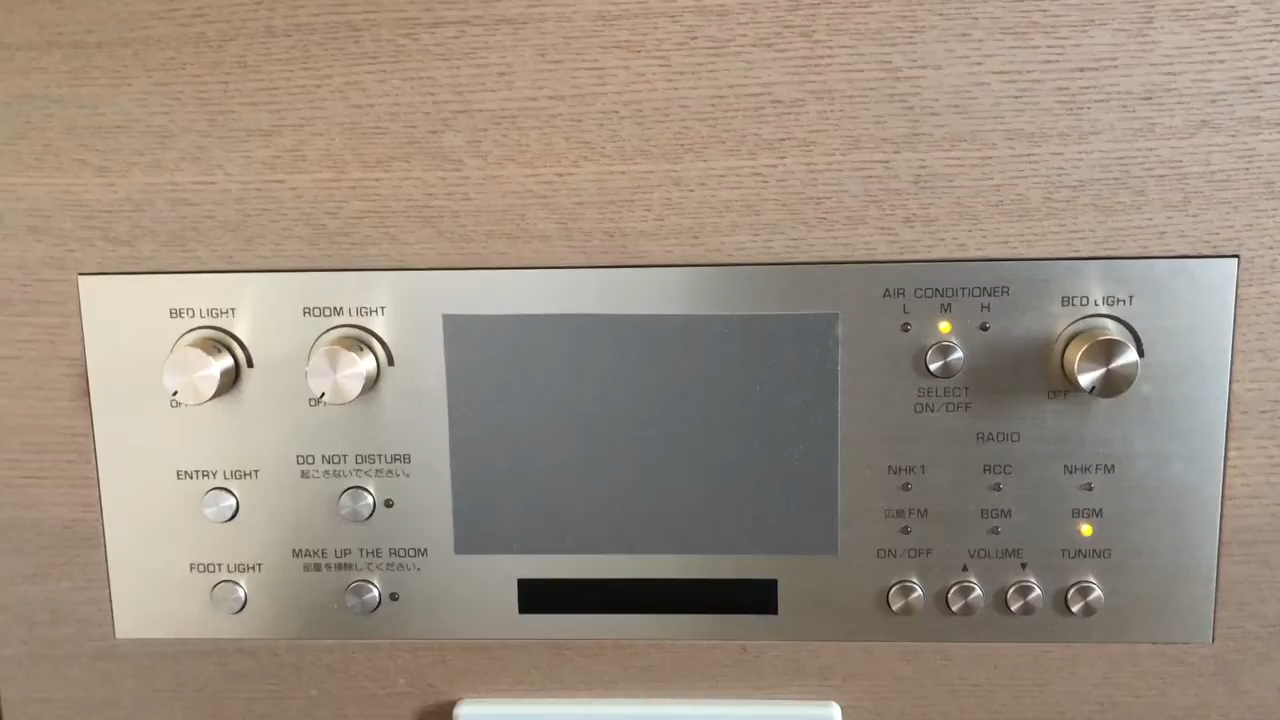 BED LIGHT
OFF
ROOM LIGHT
OFF
ENTRY LIGHT
DO NOT DISTURB
起こさないでください。
FOOT LIGHT
MAKE UP THE ROOM
部屋を掃除してください。
AIR CONDITIONER
L M H
SELECT
ON/OFF
BED LIGHT
OFF
RADIO
NHK 1 RCC NHK FM
広島FM BGM BGM
ON/OFF VOLUME TUNING
▲ ▼